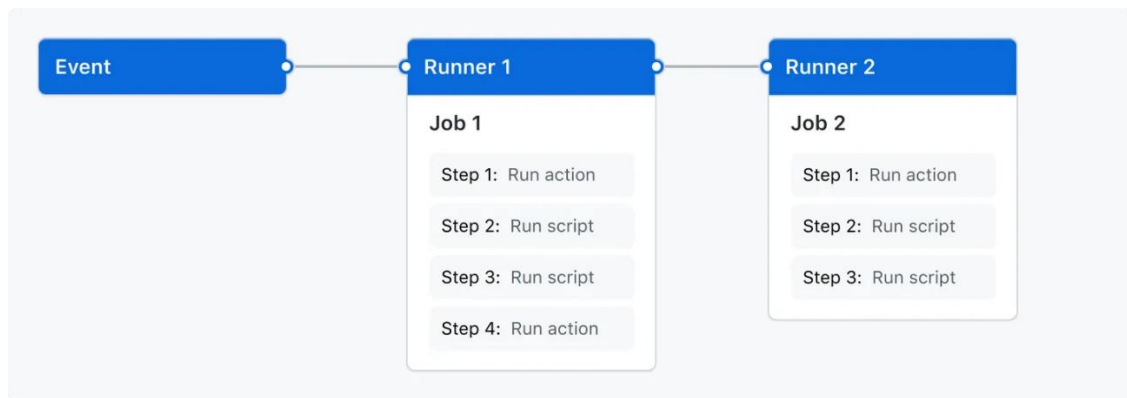 Event
Runner 1
Job 1
Step 1: Run action
Step 2: Run script
Step 3: Run script
Step 4: Run action
Runner 2
Job 2
Step 1: Run action
Step 2: Run script
Step 3: Run script